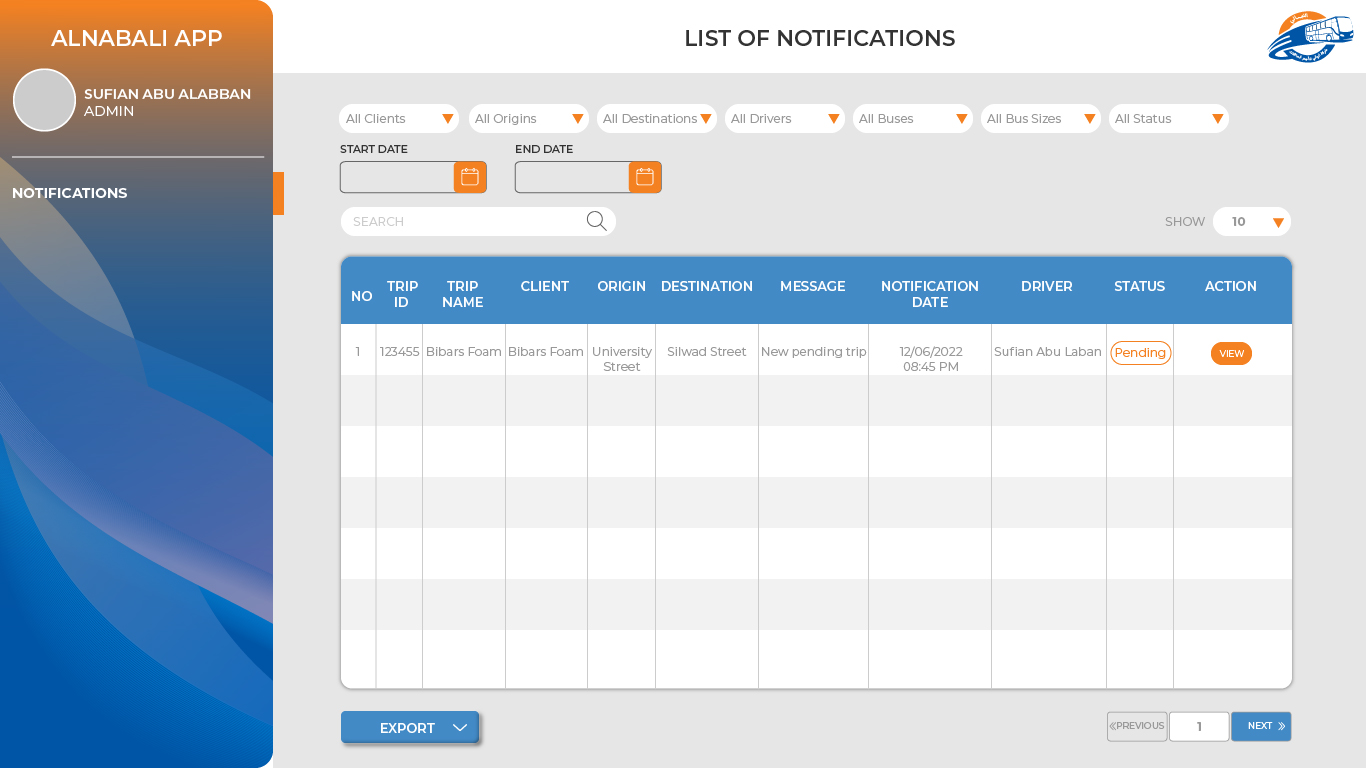 ALNABALI APP
SUFIAN ABU ALABBAN
ADMIN
NOTIFICATIONS
LIST OF NOTIFICATIONS
All Clients All Origins All Destinations All Drivers All Buses All Bus Sizes All Status
START DATE END DATE
SEARCH
SHOW 10
NO TRIP ID TRIP NAME CLIENT ORIGIN DESTINATION MESSAGE NOTIFICATION DATE DRIVER STATUS ACTION
1 123455 Bibars Foam Bibars Foam University Street Silwad Street New pending trip 12/06/2022 08:45 PM Sufian Abu Laban Pending VIEW
EXPORT
PREVIOUS 1 NEXT